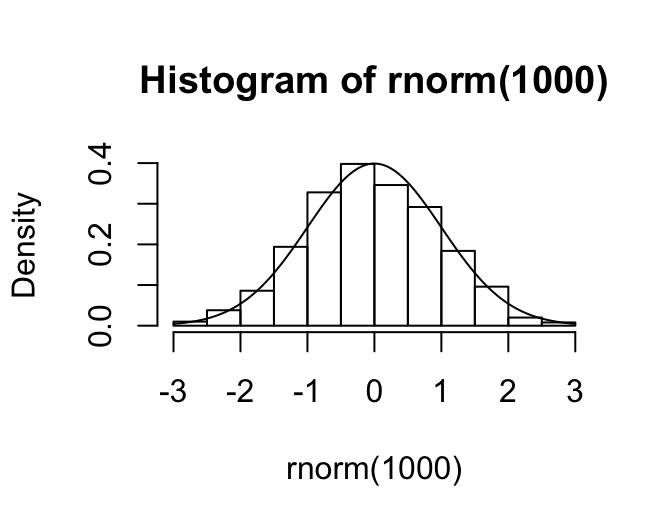 Histogram of rnorm(1000)
Density
0.4
0.2
0.0
-3 -2 -1 0 1 2 3
rnorm(1000)